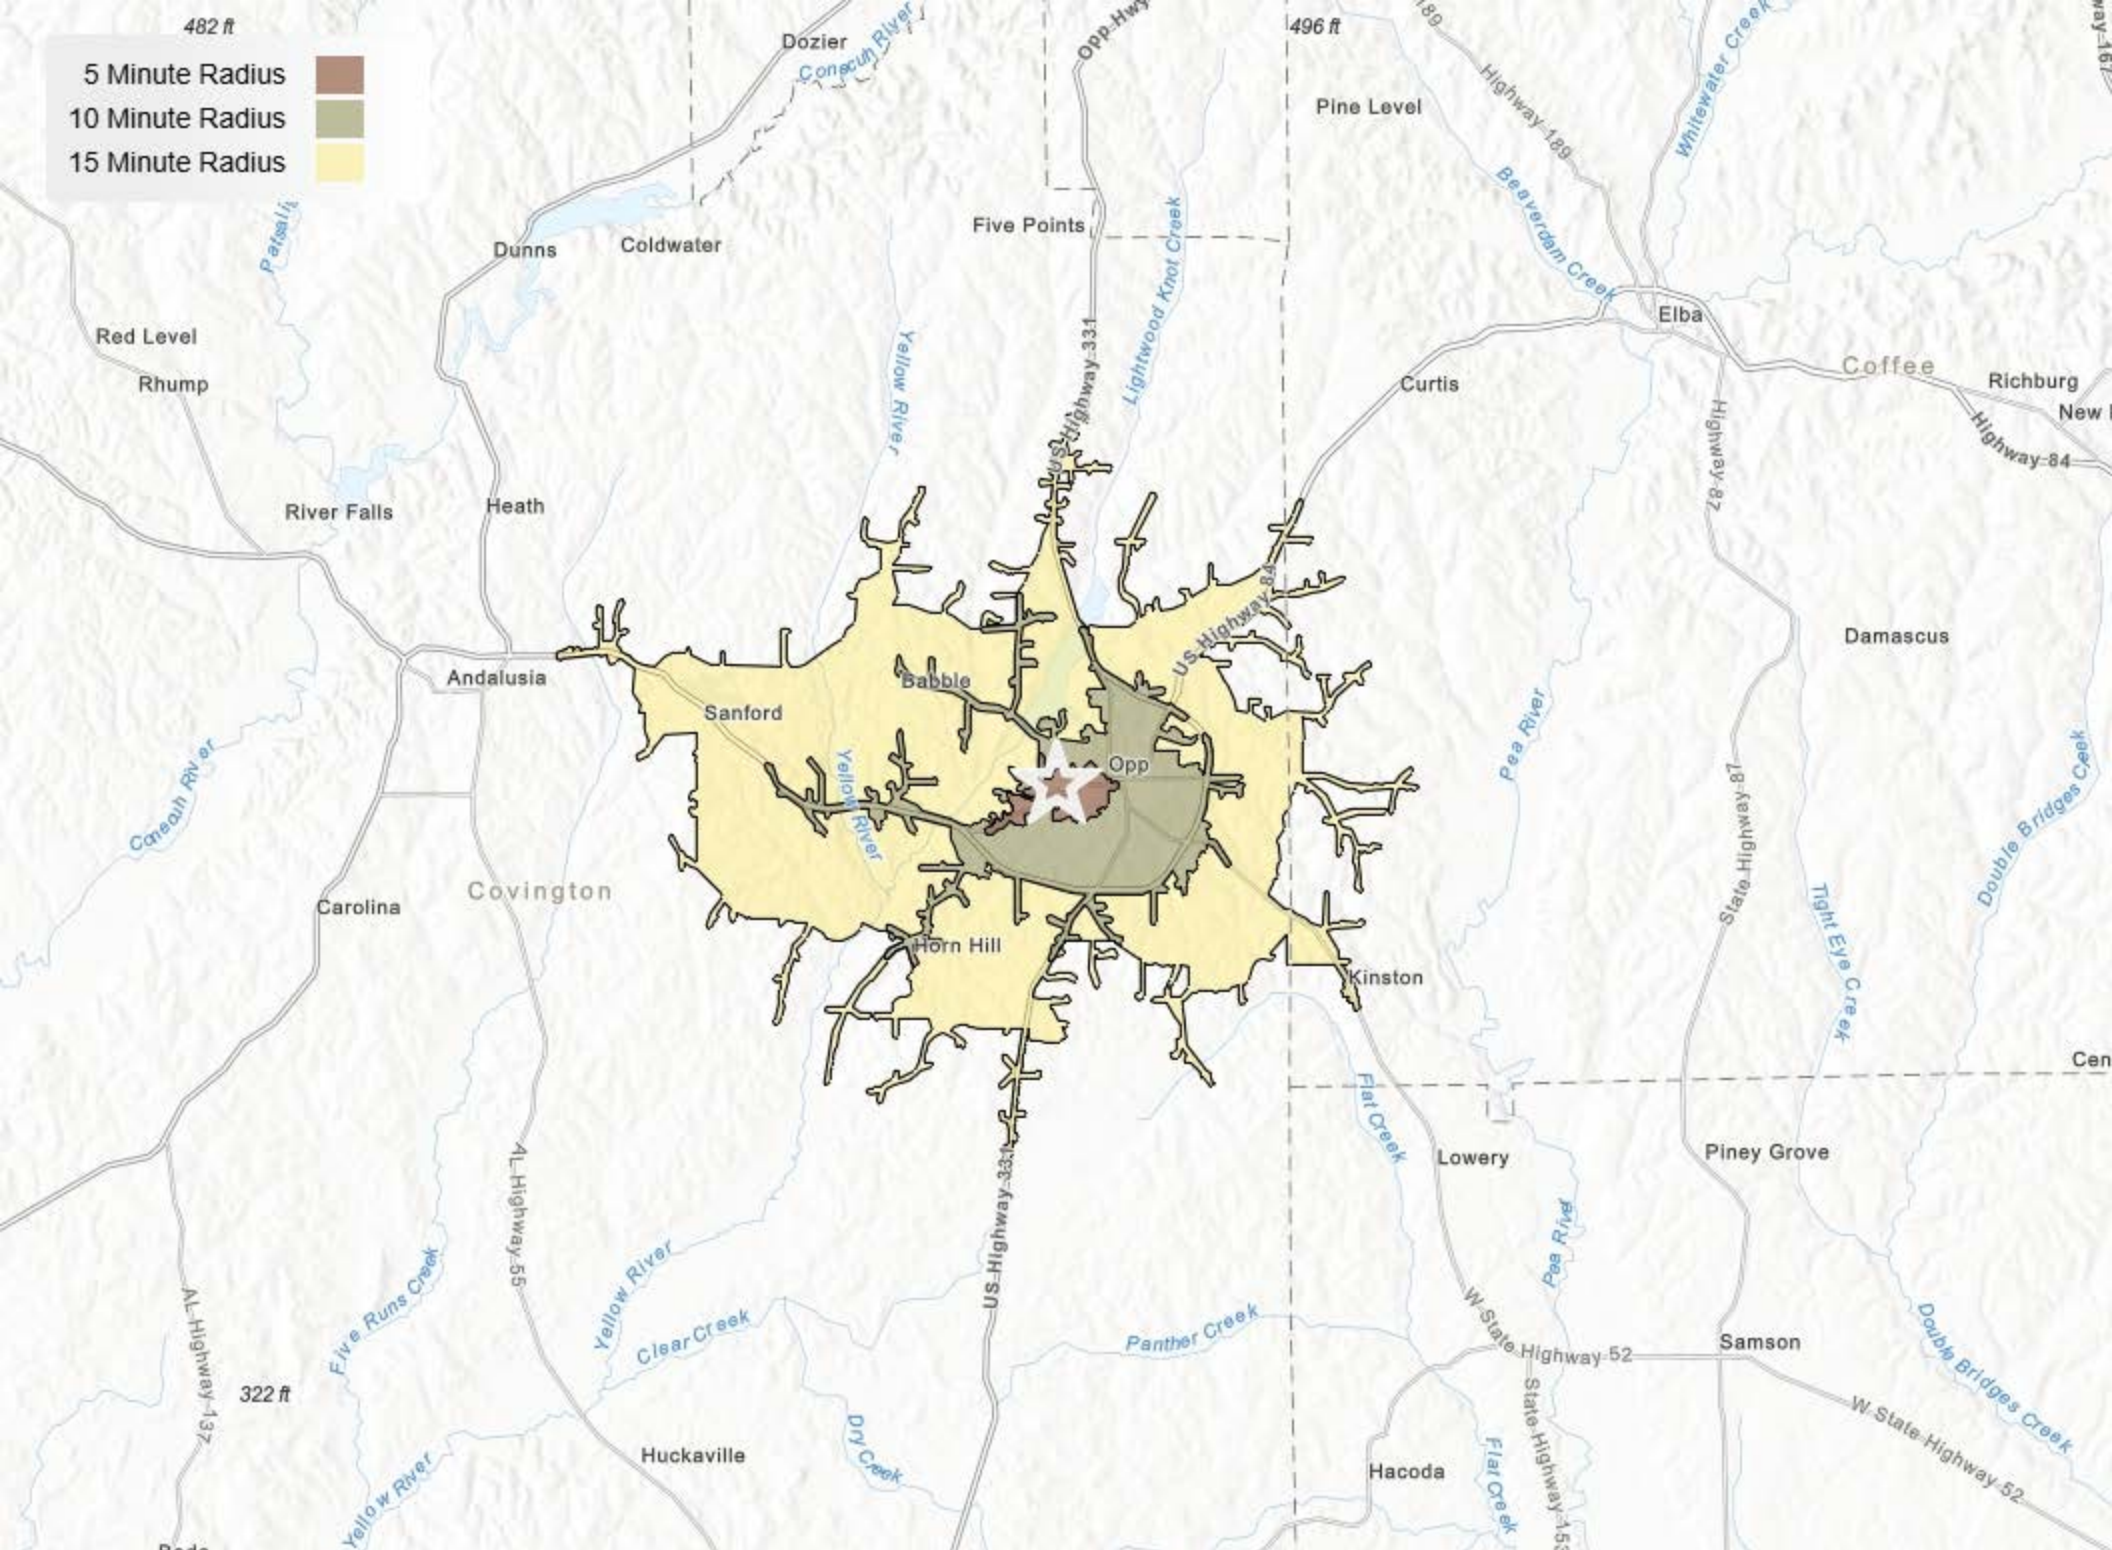 482 ft
496 ft
5 Minute Radius
10 Minute Radius
15 Minute Radius
Dozier
Conecuh River
Opp Hwy
Pine Level
Highway 189
Whitewater Creek
Beaverdam Creek
Five Points
Lightwood Knot Creek
Dunns
Coldwater
Elba
Red Level
Rhump
Yellow River
US Highway 331
Curtis
Coffee
Richburg
New
Highway 84
Highway 87
River Falls
Heath
US Highway 84
Damascus
Andalusia
Babble
Sanford
Opp
Yellow River
Pea River
Conecuh River
State Highway 87
Double Bridges Creek
Covington
Carolina
Horn Hill
Kinston
Tight Eye Creek
Cen
Flat Creek
Lowery
Piney Grove
AL Highway 55
US Highway 331
Pea River
Five Runs Creek
Yellow River
Clear Creek
Panther Creek
W State Highway 52
Samson
AL Highway 137
322 ft
Double Bridges Creek
W State Highway 52
State Highway 153
Dry Creek
Huckaville
Hacoda
Flat Creek
Yellow River